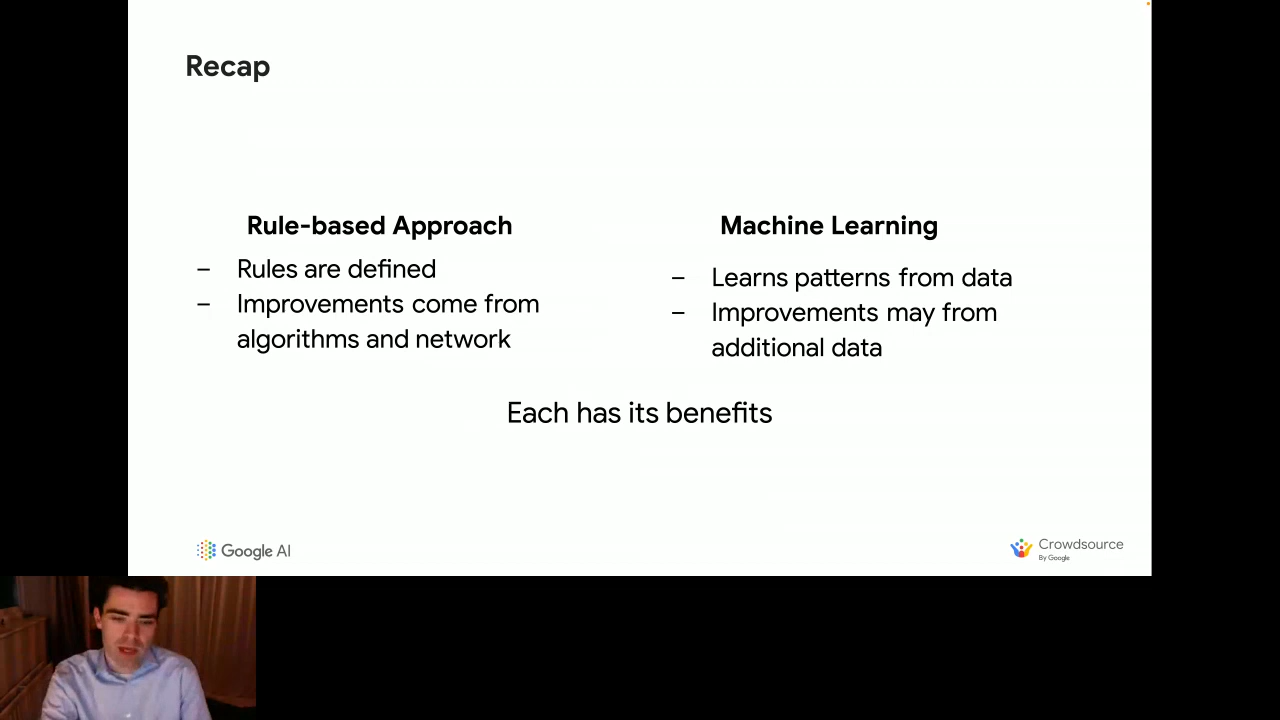 Recap
Rule-based Approach
– Rules are defined
– Improvements come from
algorithms and network
Machine Learning
– Learns patterns from data
– Improvements may from
additional data
Each has its benefits
Google AI
Crowdsource
By Google